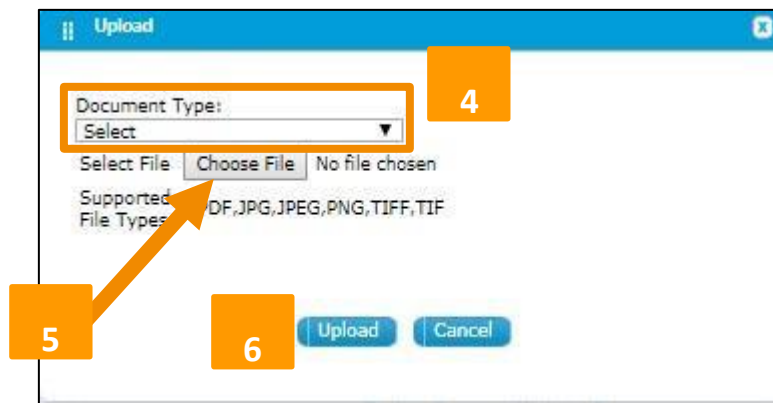 Upload
4
Document Type:
Select
Select File Choose File No file chosen
Supported PDF,JPG,JPEG,PNG,TIFF,TIF
File Types
5
6
Upload Cancel